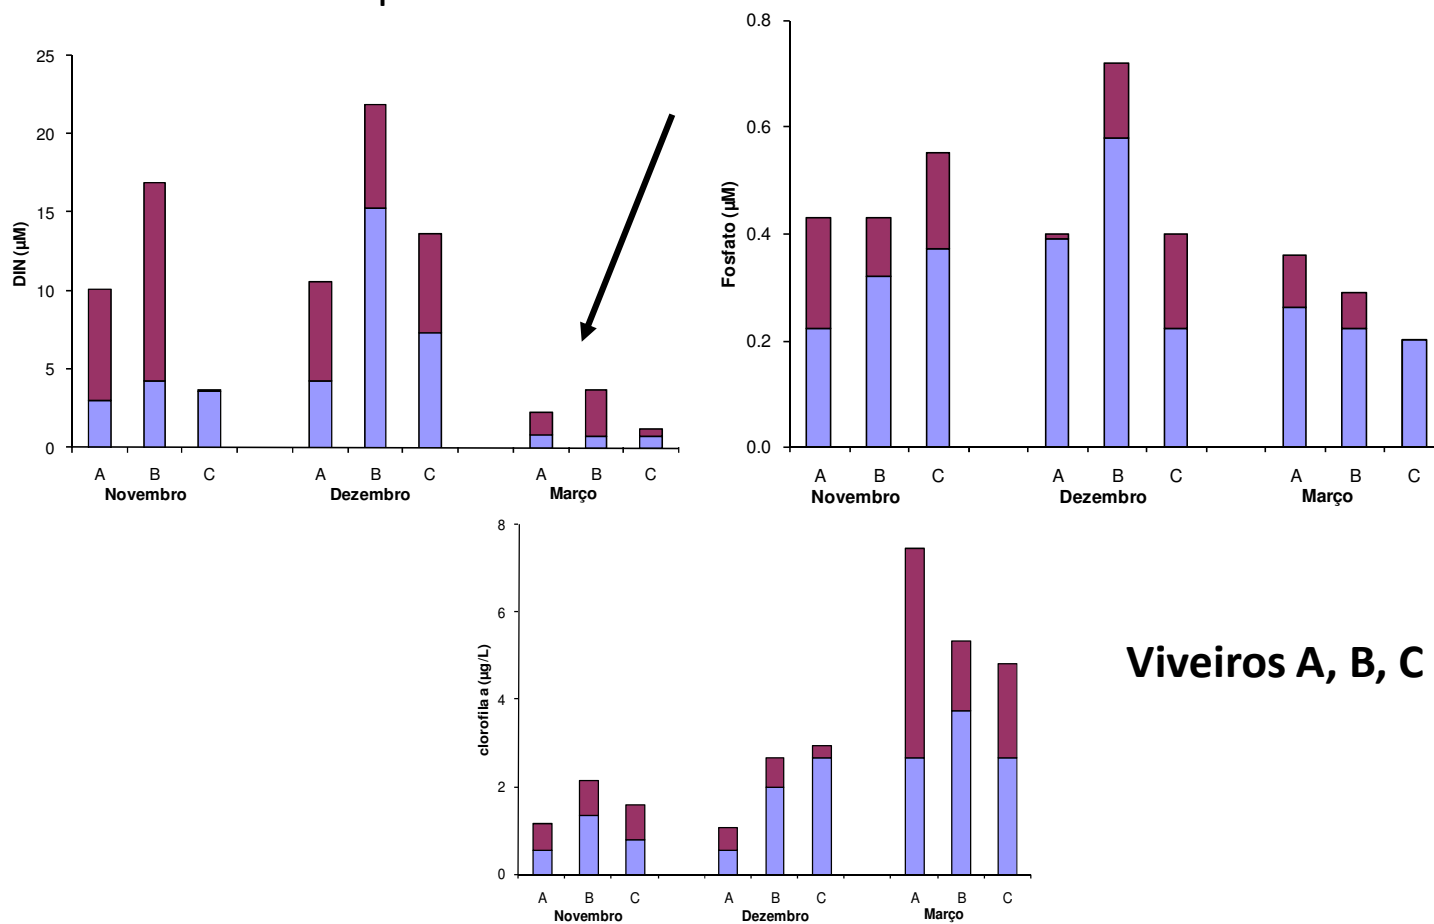 25
20
15
10
5
0
DIN (µM)
A B C A B C A B C
Novembro Dezembro Março
0.8
0.6
0.4
0.2
0.0
Fosfato (µM)
A B C A B C A B C
Novembro Dezembro Março
8
6
4
2
0
clorofila a (µg/L)
A B C A B C A B C
Novembro Dezembro Março
Viveiros A, B, C